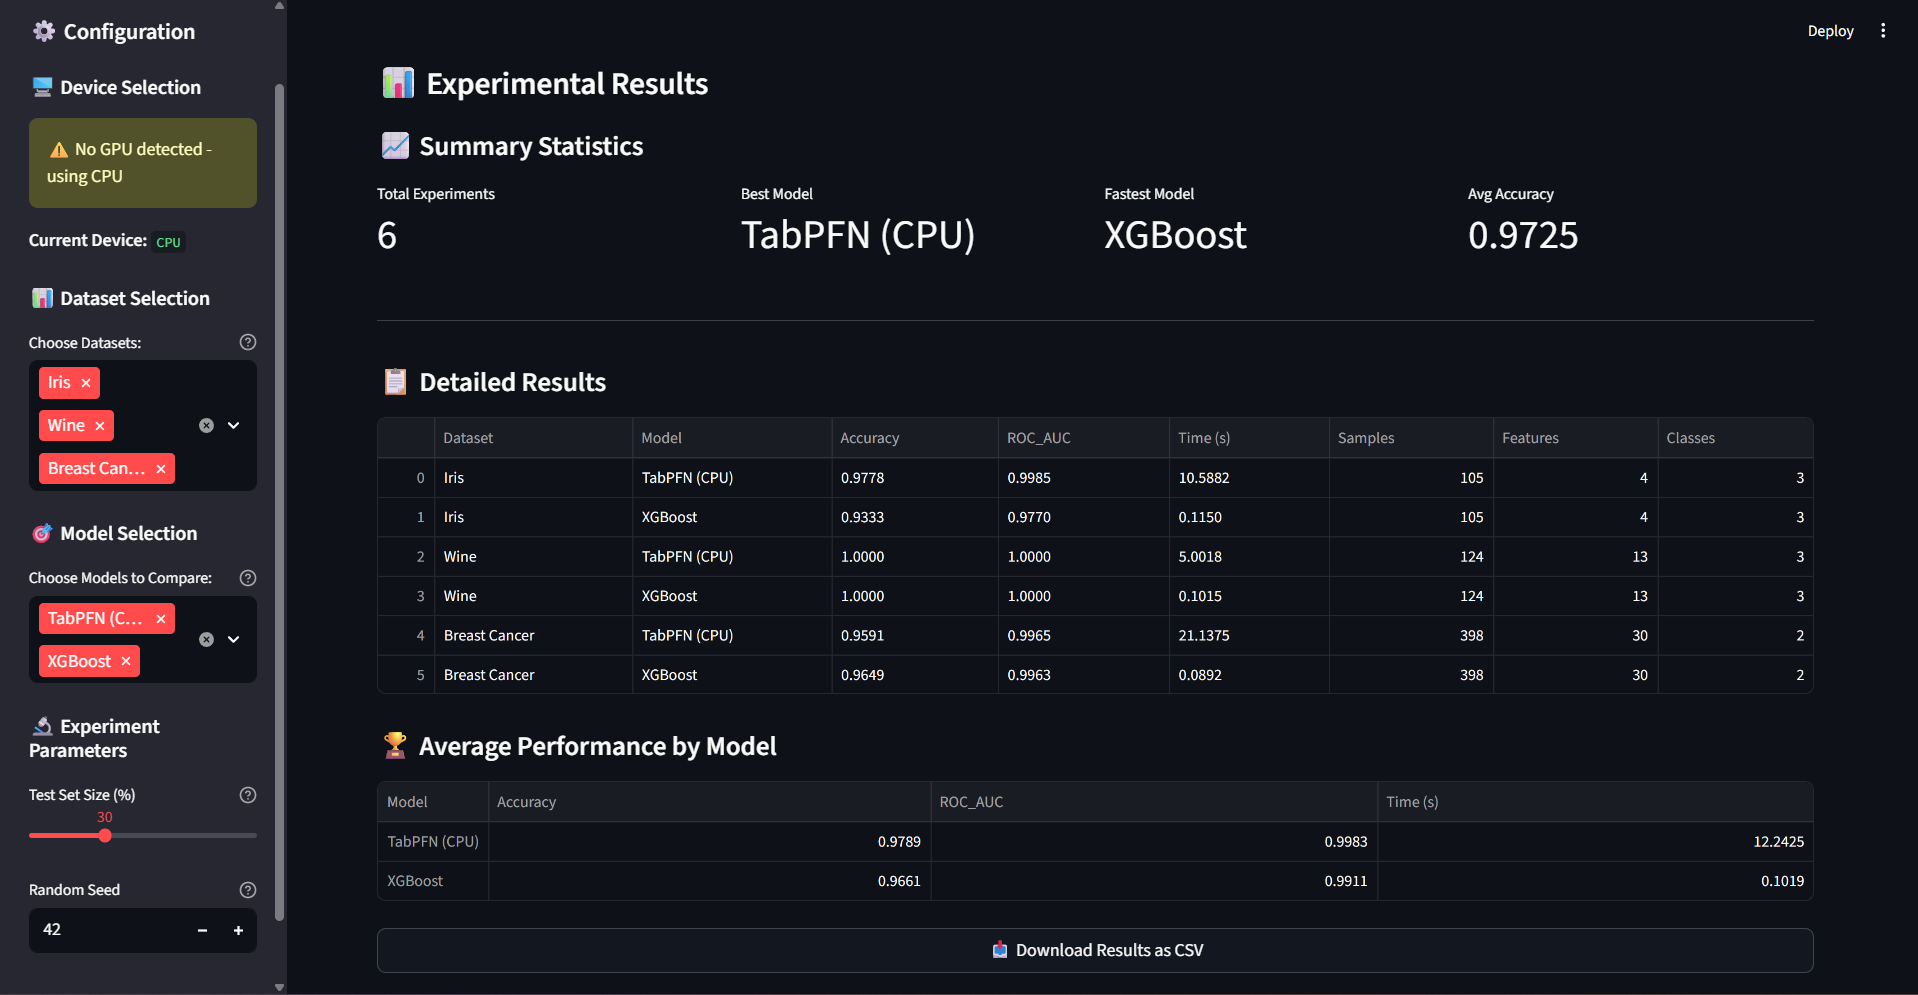 Configuration
Device Selection
No GPU detected -
using CPU
Current Device: CPU
Dataset Selection
Choose Datasets:
Iris
Wine
Breast Can...
Model Selection
Choose Models to Compare:
TabPFN (C...
XGBoost
Experiment
Parameters
Test Set Size (%)
30
Random Seed
42
Deploy
Experimental Results
Summary Statistics
Total Experiments
6
Best Model
TabPFN (CPU)
Fastest Model
XGBoost
Avg Accuracy
0.9725
Detailed Results
Dataset Model Accuracy ROC_AUC Time (s) Samples Features Classes
0 Iris TabPFN (CPU) 0.9778 0.9985 10.5882 105 4 3
1 Iris XGBoost 0.9333 0.9770 0.1150 105 4 3
2 Wine TabPFN (CPU) 1.0000 1.0000 5.0018 124 13 3
3 Wine XGBoost 1.0000 1.0000 0.1015 124 13 3
4 Breast Cancer TabPFN (CPU) 0.9591 0.9965 21.1375 398 30 2
5 Breast Cancer XGBoost 0.9649 0.9963 0.0892 398 30 2
Average Performance by Model
Model Accuracy ROC_AUC Time (s)
TabPFN (CPU) 0.9789 0.9983 12.2425
XGBoost 0.9661 0.9911 0.1019
Download Results as CSV